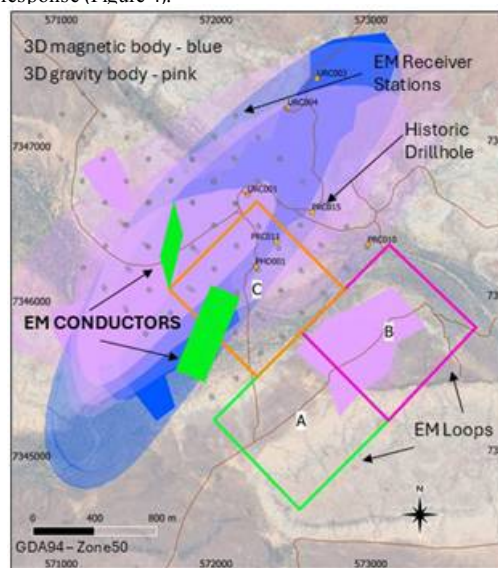 response (Figure 4).
571000 572000 573000
3D magnetic body - blue
3D gravity body - pink
EM Receiver
Stations
URC003
URC004
Historic
Drillhole
7347000
URC001
PRC015
PRC011
PRC010
PHD001
7346000
C
EM CONDUCTORS
B
A
EM Loops
7345000
N
0 400 800 m
GDA94 – Zone50
571000 572000 573000